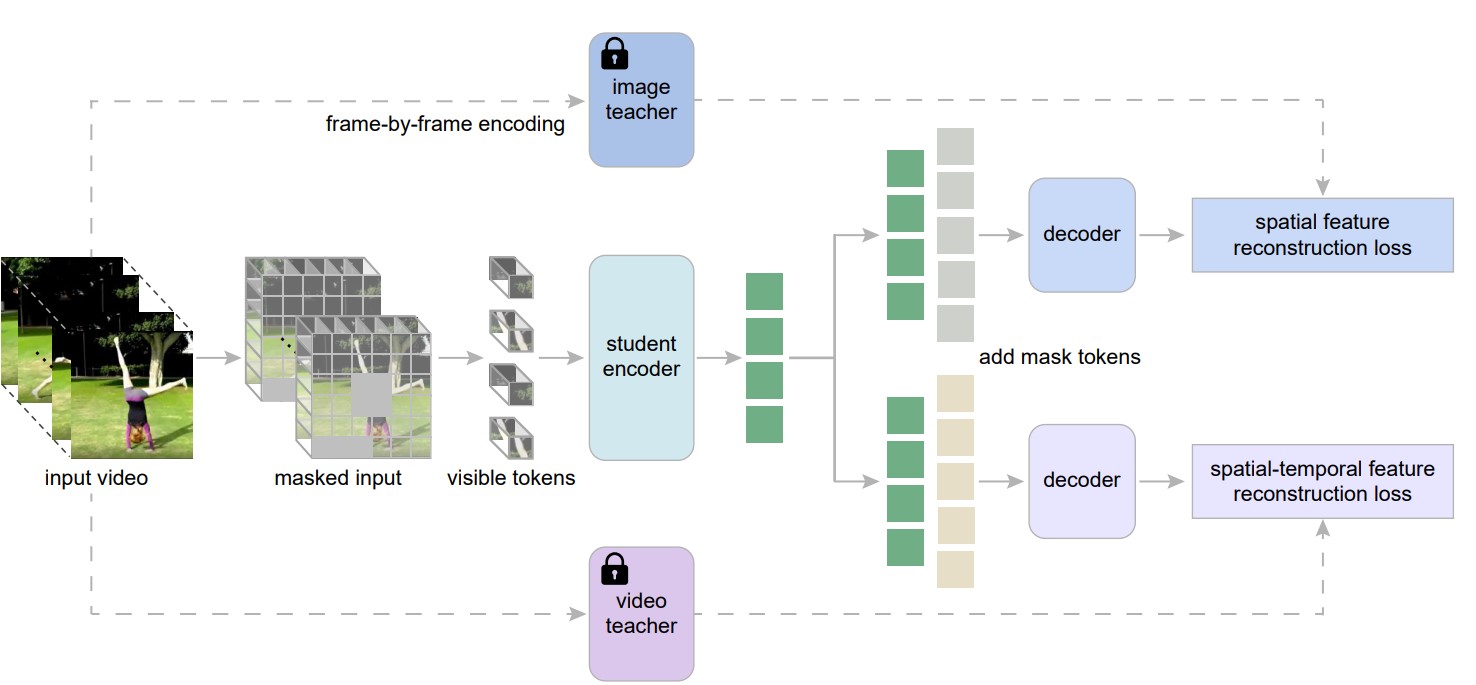 image
teacher
frame-by-frame encoding
decoder
spatial feature
reconstruction loss
student
encoder
add mask tokens
input video
masked input
visible tokens
decoder
spatial-temporal feature
reconstruction loss
video
teacher